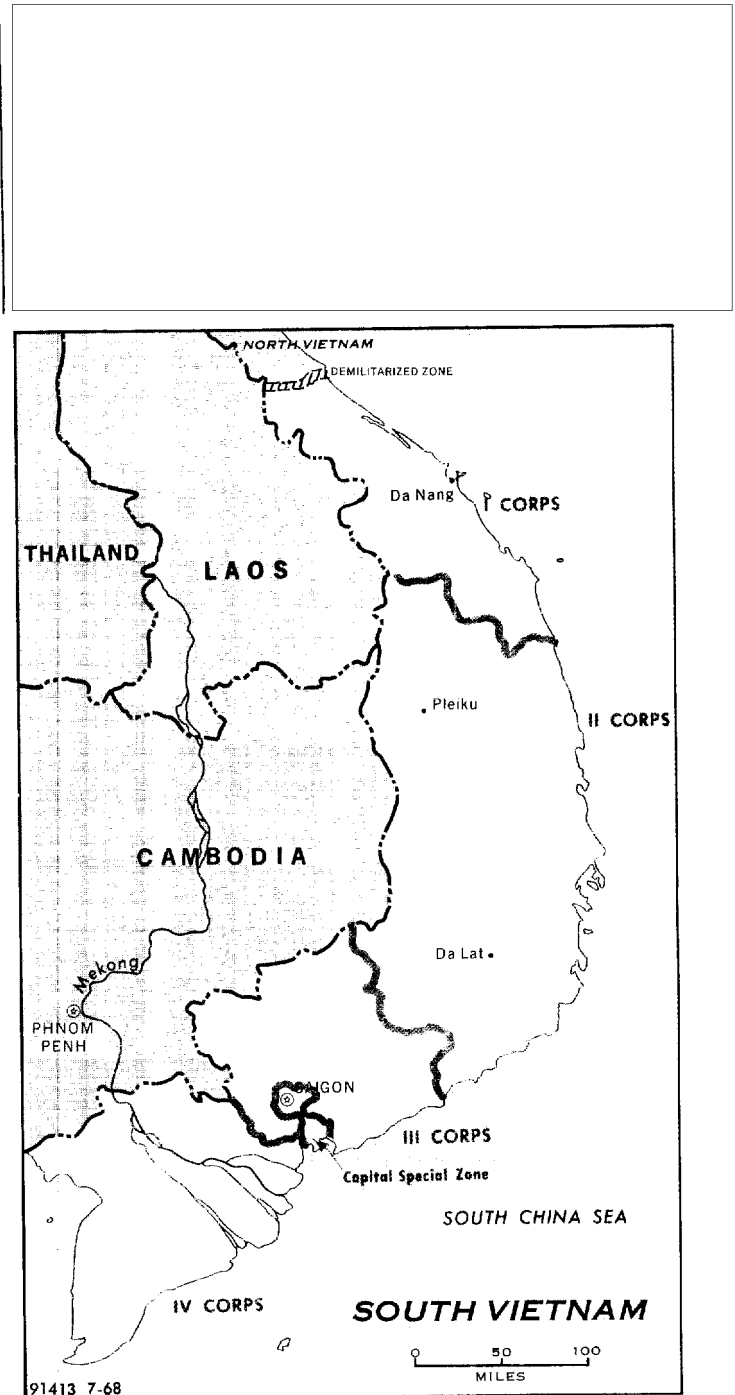 NORTH VIETNAM
DEMILITARIZED ZONE
Da Nang
I CORPS
THAILAND
LAOS
Pleiku
II CORPS
CAMBODIA
Da Lat
Mekong
PHNOM
PENH
SAIGON
III CORPS
Capital Special Zone
SOUTH CHINA SEA
IV CORPS
SOUTH VIETNAM
0 50 100
MILES
91413 7-68